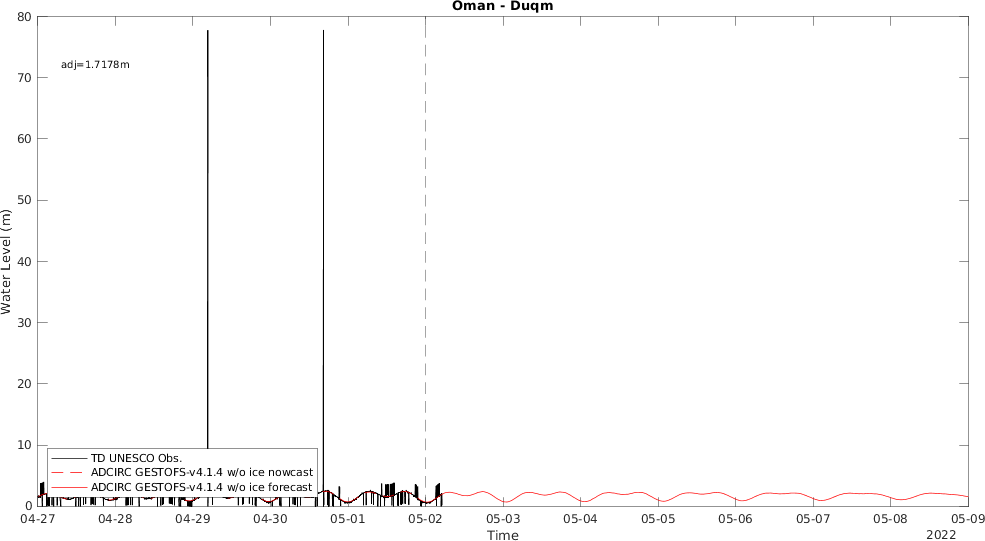 Oman - Duqm
80
70
60
50
40
30
20
10
0
Water Level (m)
adj=1.7178m
TD UNESCO Obs.
ADCIRC GESTOFS-v4.1.4 w/o ice nowcast
ADCIRC GESTOFS-v4.1.4 w/o ice forecast
04-27 04-28 04-29 04-30 05-01 05-02 05-03 05-04 05-05 05-06 05-07 05-08 05-09
Time
2022